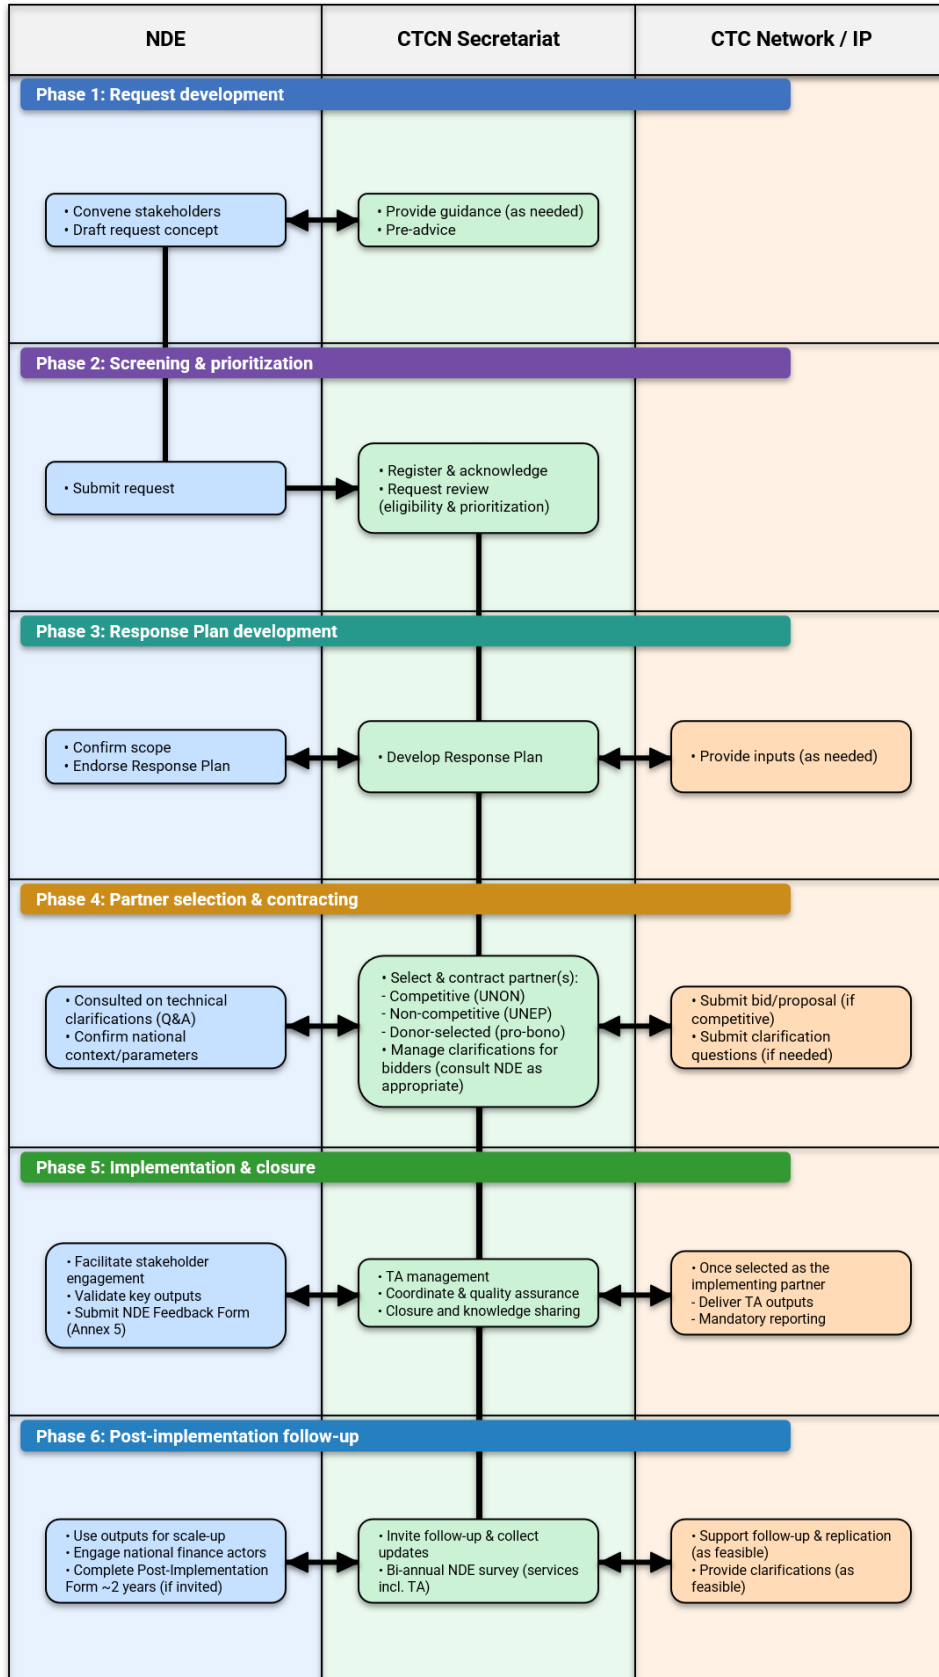 NDE
CTCN Secretariat
CTC Network / IP
Phase 1: Request development
• Convene stakeholders
• Draft request concept
• Provide guidance (as needed)
• Pre-advice
Phase 2: Screening & prioritization
• Submit request
• Register & acknowledge
• Request review
(eligibility & prioritization)
Phase 3: Response Plan development
• Confirm scope
• Endorse Response Plan
• Develop Response Plan
• Provide inputs (as needed)
Phase 4: Partner selection & contracting
• Consulted on technical
clarifications (Q&A)
• Confirm national
context/parameters
• Select & contract partner(s):
- Competitive (UNON)
- Non-competitive (UNEP)
- Donor-selected (pro-bono)
• Manage clarifications for
bidders (consult NDE as
appropriate)
• Submit bid/proposal (if
competitive)
• Submit clarification
questions (if needed)
Phase 5: Implementation & closure
• Facilitate stakeholder
engagement
• Validate key outputs
• Submit NDE Feedback Form
(Annex 5)
• TA management
• Coordinate & quality assurance
• Closure and knowledge sharing
• Once selected as the
implementing partner
- Deliver TA outputs
- Mandatory reporting
Phase 6: Post-implementation follow-up
• Use outputs for scale-up
• Engage national finance actors
• Complete Post-Implementation
Form ~2 years (if invited)
• Invite follow-up & collect
updates
• Bi-annual NDE survey (services
incl. TA)
• Support follow-up & replication
(as feasible)
• Provide clarifications (as
feasible)